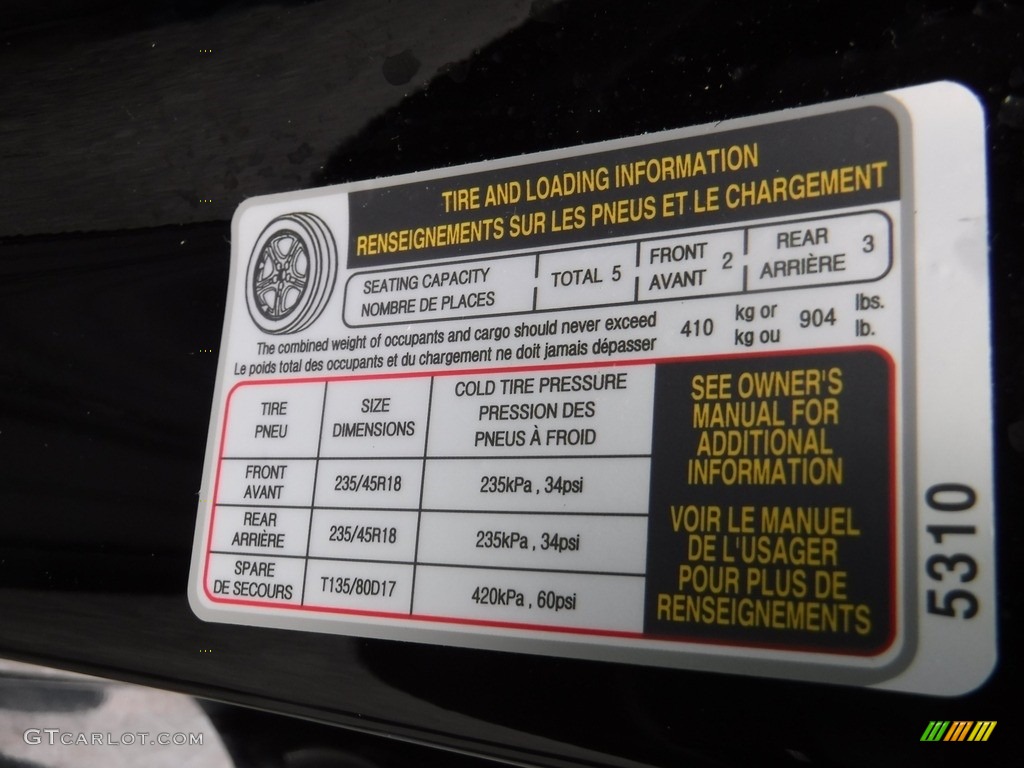 TIRE AND LOADING INFORMATION
RENSEIGNEMENTS SUR LES PNEUS ET LE CHARGEMENT
SEATING CAPACITY
NOMBRE DE PLACES
TOTAL 5
FRONT
AVANT
2
REAR
ARRIÈRE
3
The combined weight of occupants and cargo should never exceed
Le poids total des occupants et du chargement ne doit jamais dépasser
410
kg or
kg ou
904
lbs.
lb.
TIRE
PNEU
SIZE
DIMENSIONS
COLD TIRE PRESSURE
PRESSION DES
PNEUS À FROID
FRONT
AVANT
235/45R18
235kPa , 34psi
REAR
ARRIÈRE
235/45R18
235kPa , 34psi
SPARE
DE SECOURS
T135/80D17
420kPa , 60psi
SEE OWNER'S
MANUAL FOR
ADDITIONAL
INFORMATION
VOIR LE MANUEL
DE L'USAGER
POUR PLUS DE
RENSEIGNEMENTS
5310
GTCARLOT.COM